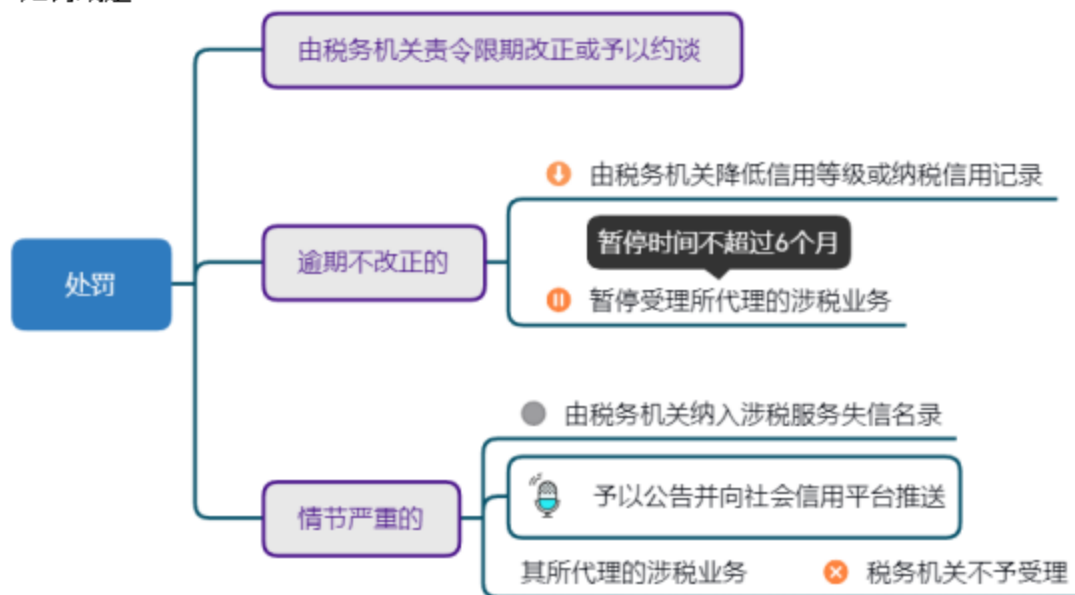 处罚
由税务机关责令限期改正或予以约谈
逾期不改正的
由税务机关降低信用等级或纳税信用记录
暂停时间不超过6个月
暂停受理所代理的涉税业务
情节严重的
由税务机关纳入涉税服务失信名录
予以公告并向社会信用平台推送
其所代理的涉税业务 税务机关不予受理